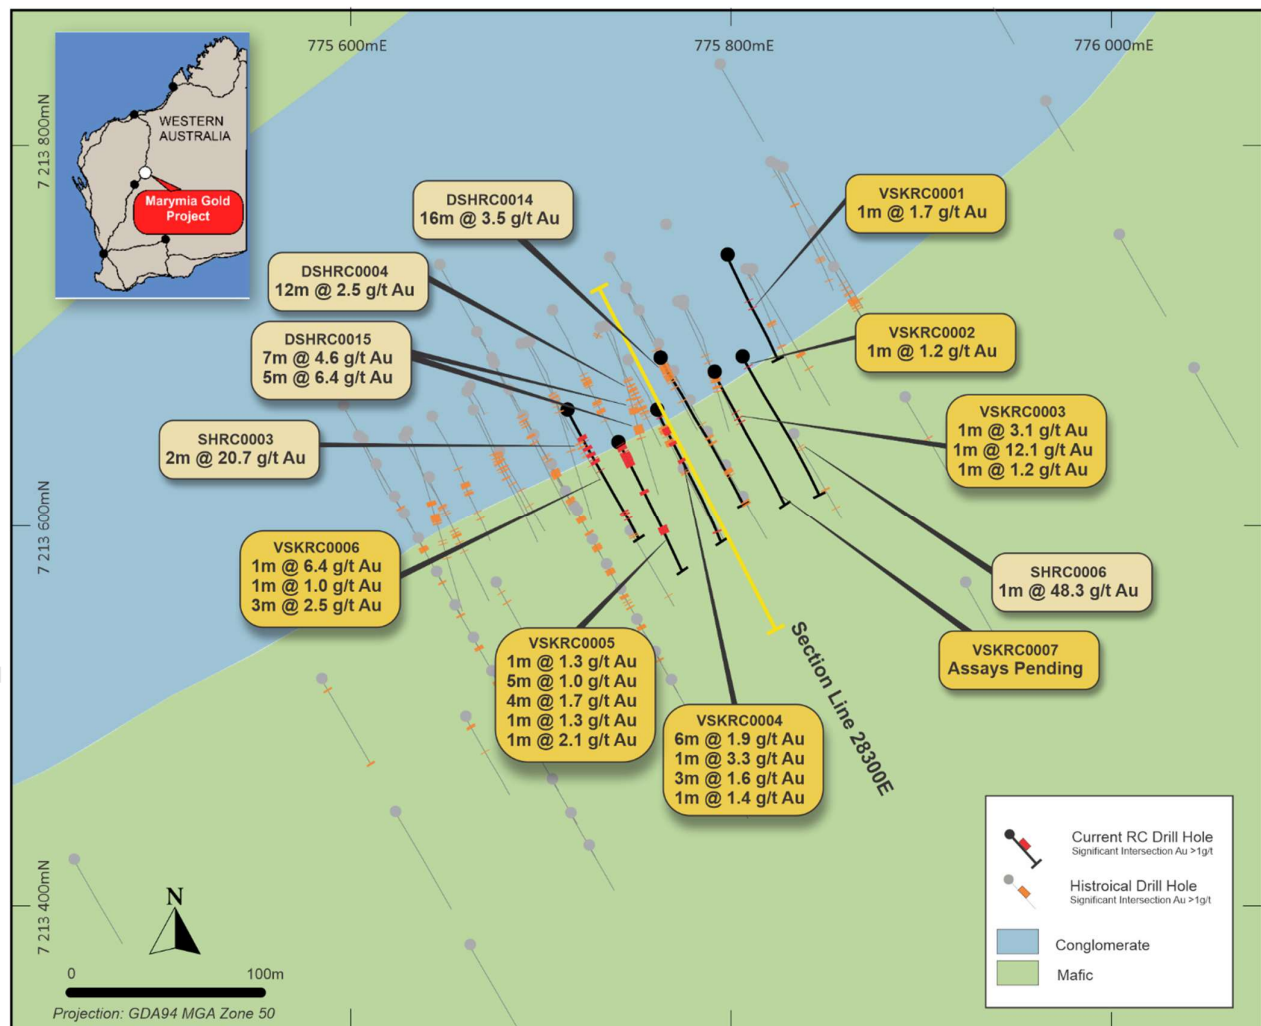 775 600mE
775 800mE
776 000mE
7 213 800mN
7 213 600mN
7 213 400mN
WESTERN
AUSTRALIA
Marymia Gold
Project
DSHRC0014
16m @ 3.5 g/t Au
VSKRC0001
1m @ 1.7 g/t Au
DSHRC0004
12m @ 2.5 g/t Au
DSHRC0015
7m @ 4.6 g/t Au
5m @ 6.4 g/t Au
VSKRC0002
1m @ 1.2 g/t Au
SHRC0003
2m @ 20.7 g/t Au
VSKRC0003
1m @ 3.1 g/t Au
1m @ 12.1 g/t Au
1m @ 1.2 g/t Au
VSKRC0006
1m @ 6.4 g/t Au
1m @ 1.0 g/t Au
3m @ 2.5 g/t Au
SHRC0006
1m @ 48.3 g/t Au
VSKRC0005
1m @ 1.3 g/t Au
5m @ 1.0 g/t Au
4m @ 1.7 g/t Au
1m @ 1.3 g/t Au
1m @ 2.1 g/t Au
VSKRC0007
Assays Pending
VSKRC0004
6m @ 1.9 g/t Au
1m @ 3.3 g/t Au
3m @ 1.6 g/t Au
1m @ 1.4 g/t Au
Section Line 28300E
Current RC Drill Hole
Significant Intersection Au >1g/t
Histroical Drill Hole
Significant Intersection Au >1g/t
Conglomerate
Mafic
N
0 100m
Projection: GDA94 MGA Zone 50